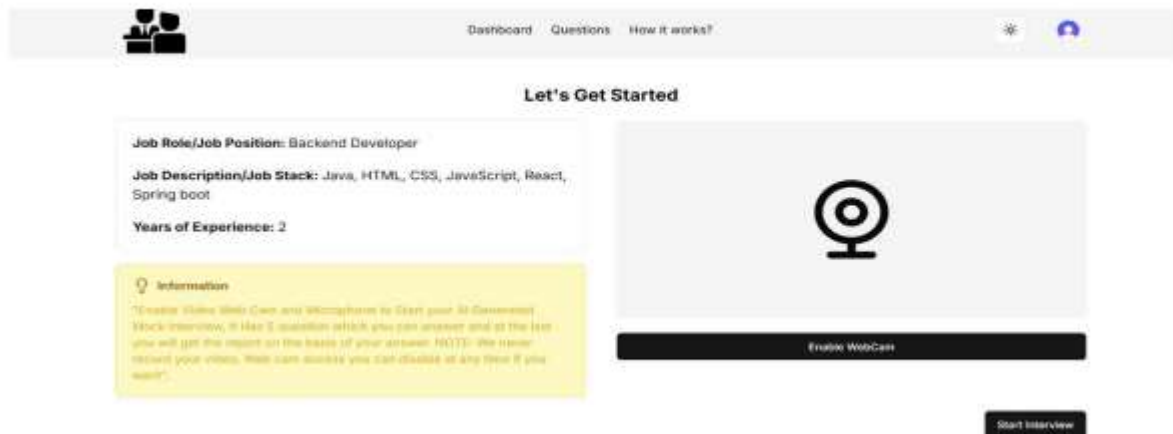 Dashboard Questions How it works?
Let's Get Started
Job Role/Job Position: Backend Developer
Job Description/Job Stack: Java, HTML, CSS, JavaScript, React,
Spring boot
Years of Experience: 2
Information
"Enable Video Web Cam and Microphone to Start your AI Generated
Mock Interview, It Has 5 question which you can answer and at the last
you will get the report on the basis of your answer. NOTE: We never
record your video. Web cam access you can disable at any time if you
want".
Enable WebCam
Start Interview